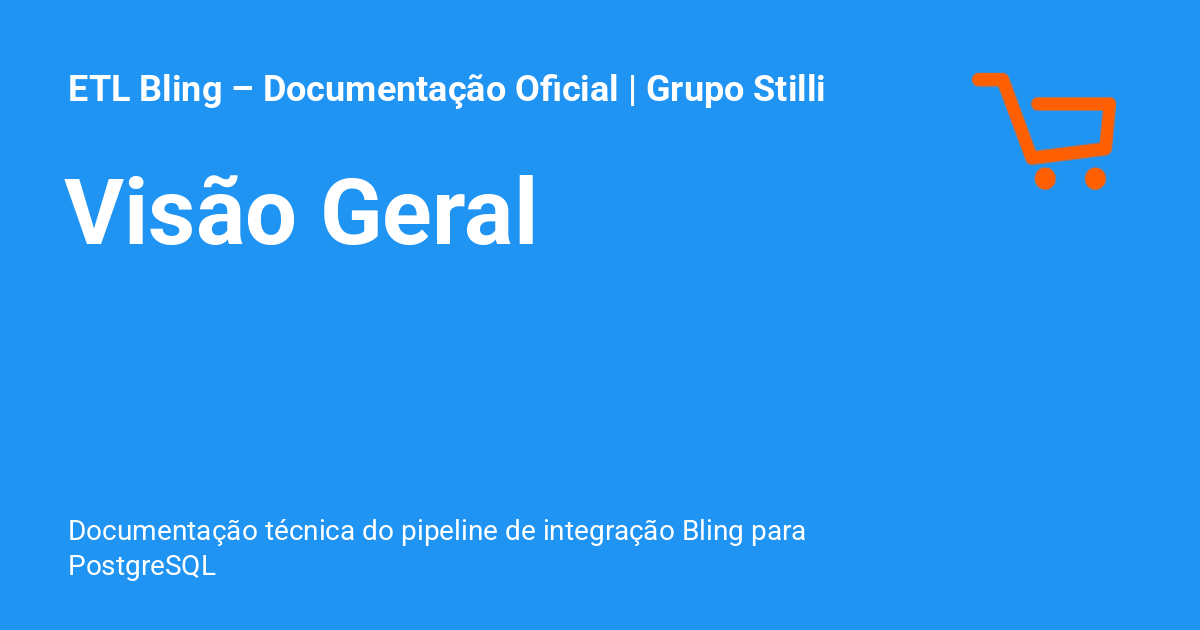 ETL Bling – Documentação Oficial | Grupo Stilli
Visão Geral
Documentação técnica do pipeline de integração Bling para
PostgreSQL